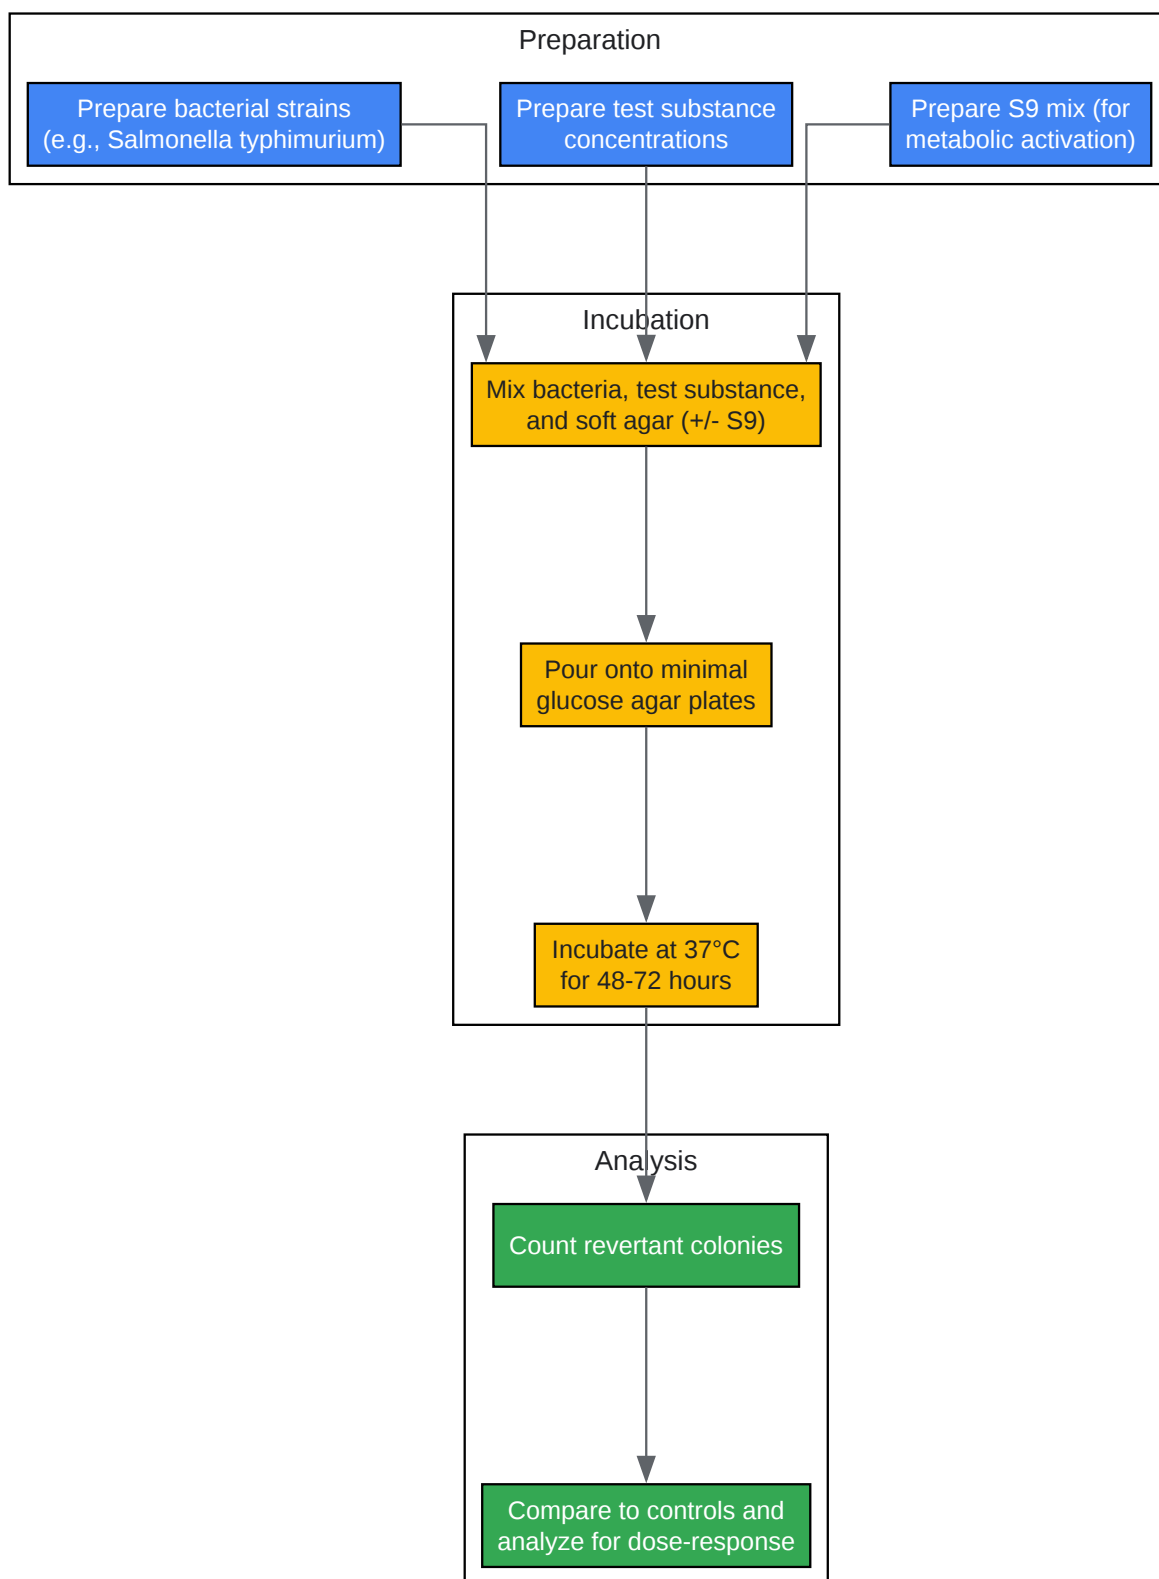 Preparation
Prepare bacterial strains
(e.g., Salmonella typhimurium)
Prepare test substance
concentrations
Prepare S9 mix (for
metabolic activation)
Incubation
Mix bacteria, test substance,
and soft agar (+/- S9)
Pour onto minimal
glucose agar plates
Incubate at 37°C
for 48-72 hours
Analysis
Count revertant colonies
Compare to controls and
analyze for dose-response